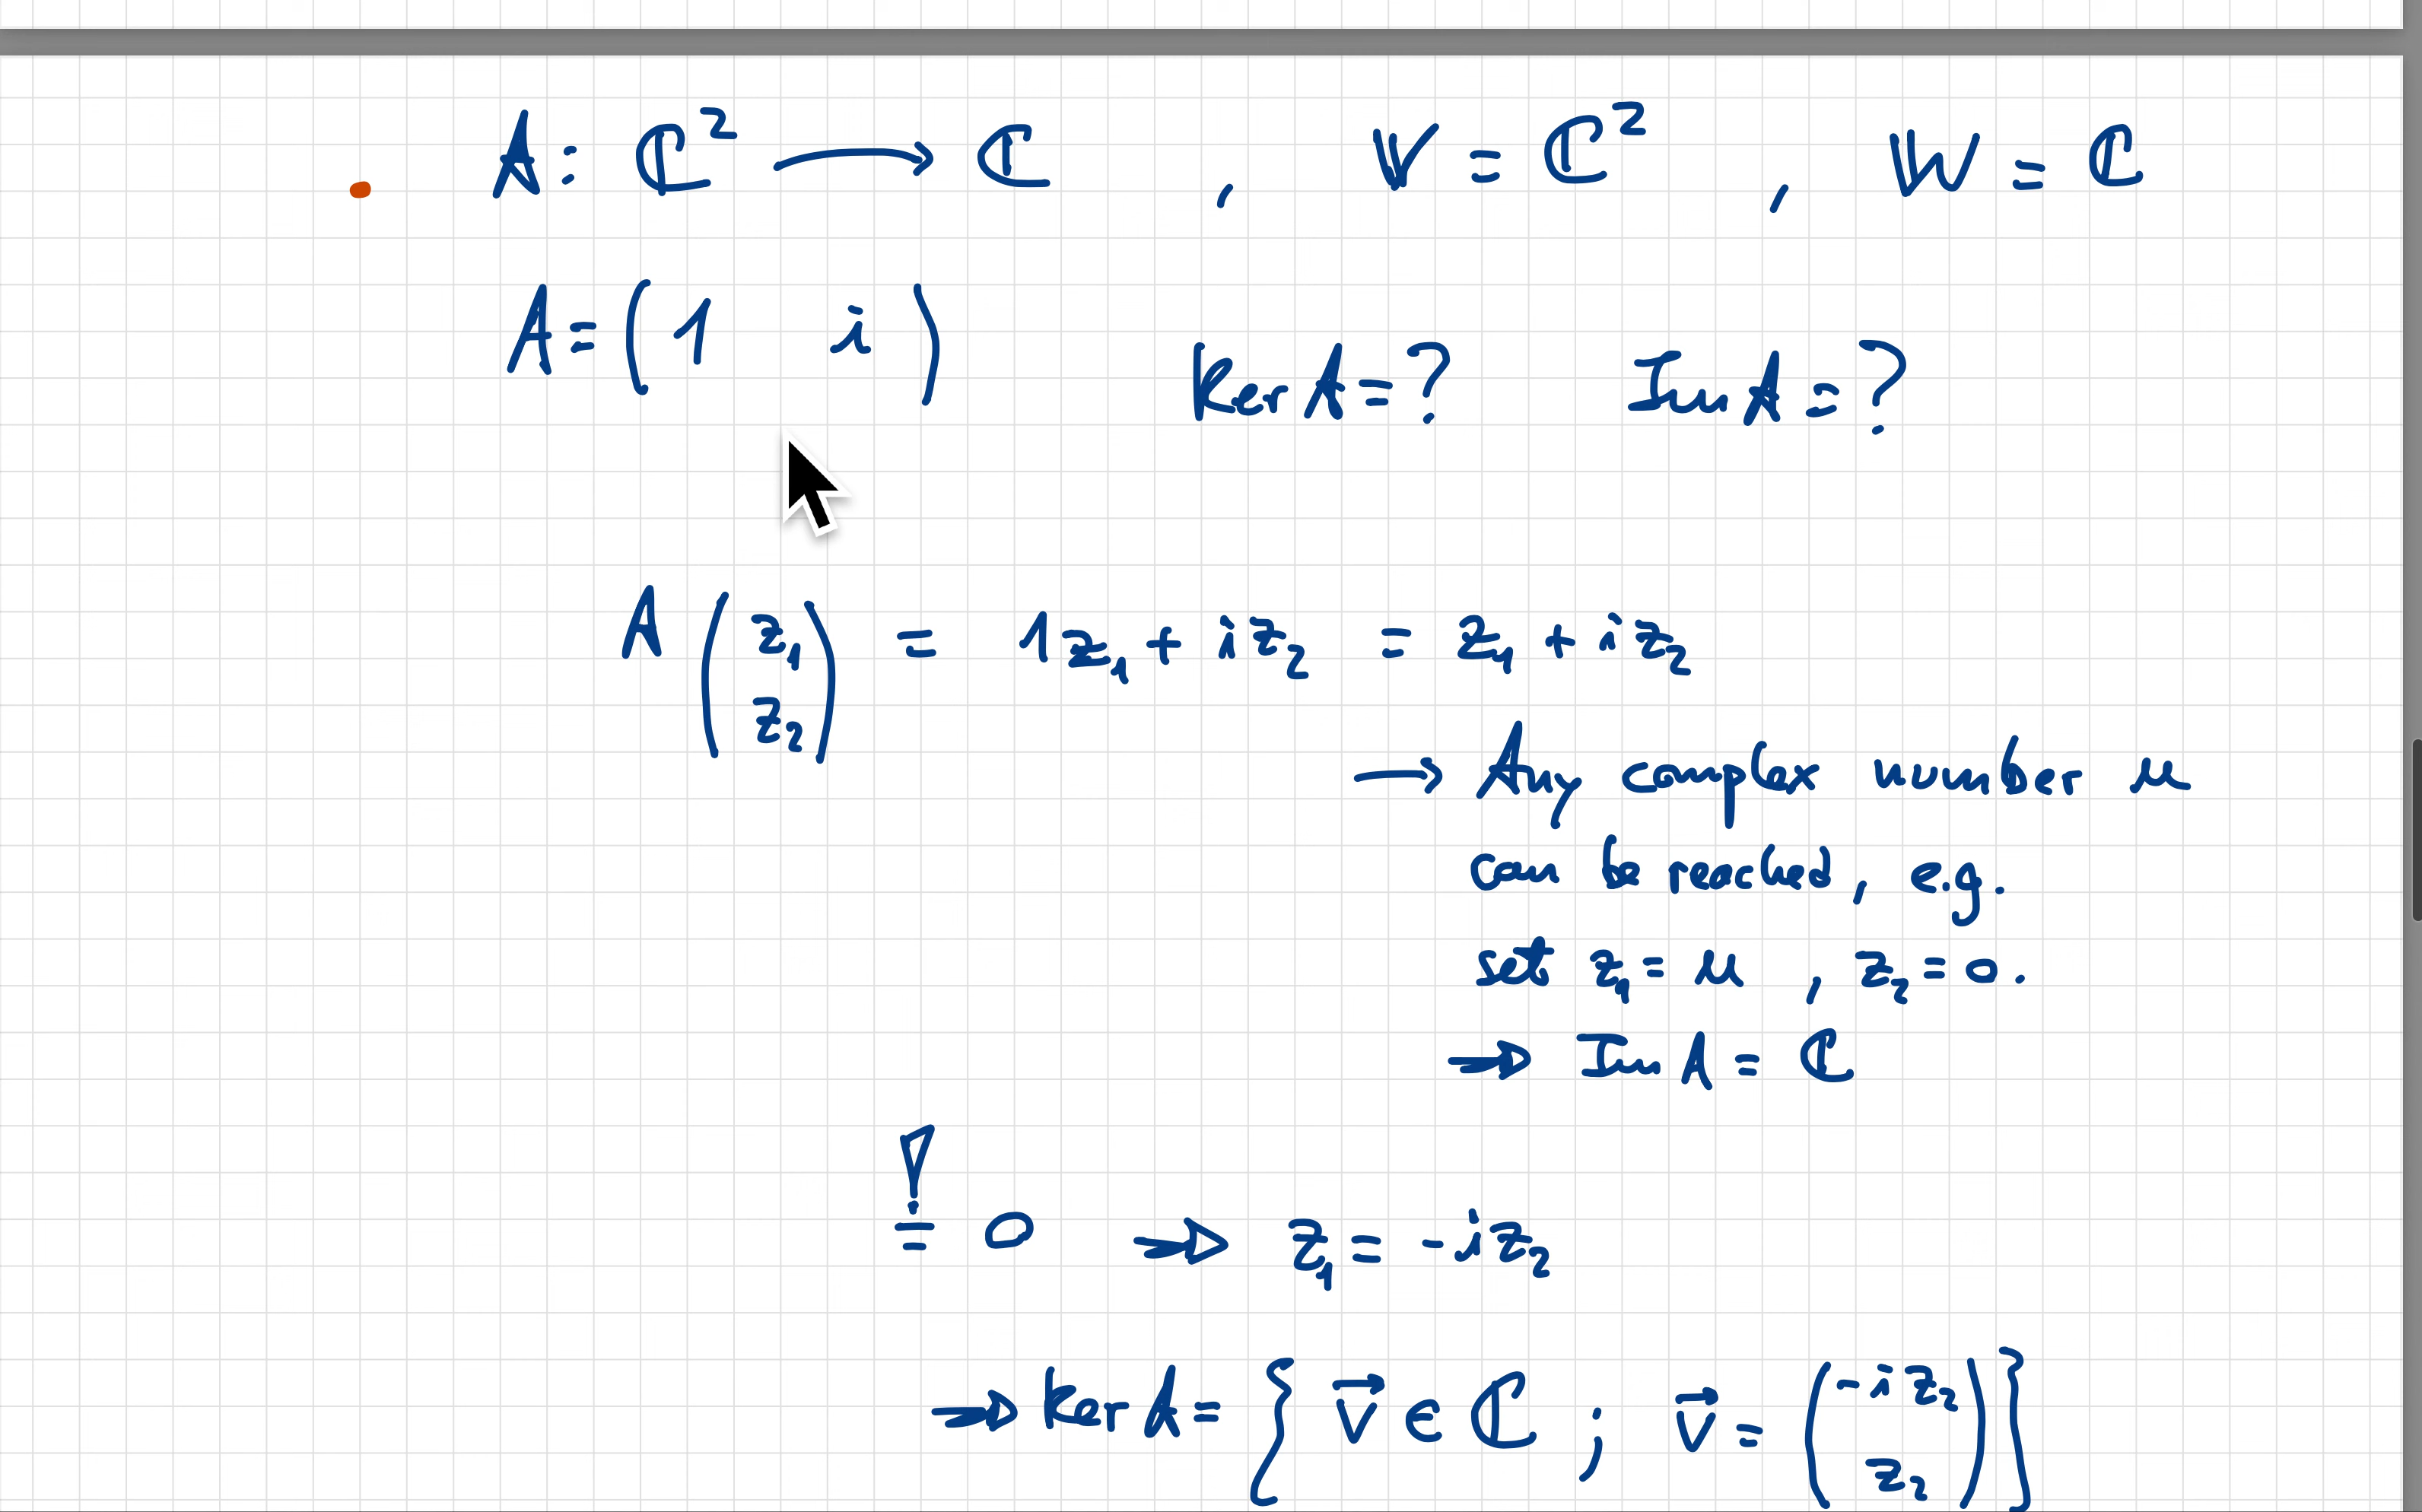 A: ℂ² ⟶ ℂ , V = ℂ² , W = ℂ
A = (1 i) Ker A = ? Im A = ?
A (z₁ z₂) = 1z₁ + iz₂ = z₁ + iz₂
→ Any complex number u
can be reached, e.g.
set z₁ = u , z₂ = 0.
⇒ Im A = ℂ
! = 0 ⇒ z₁ = -iz₂
⇒ Ker A = { v⃗ ∈ ℂ ; v⃗ = (-iz₂ z₂) }